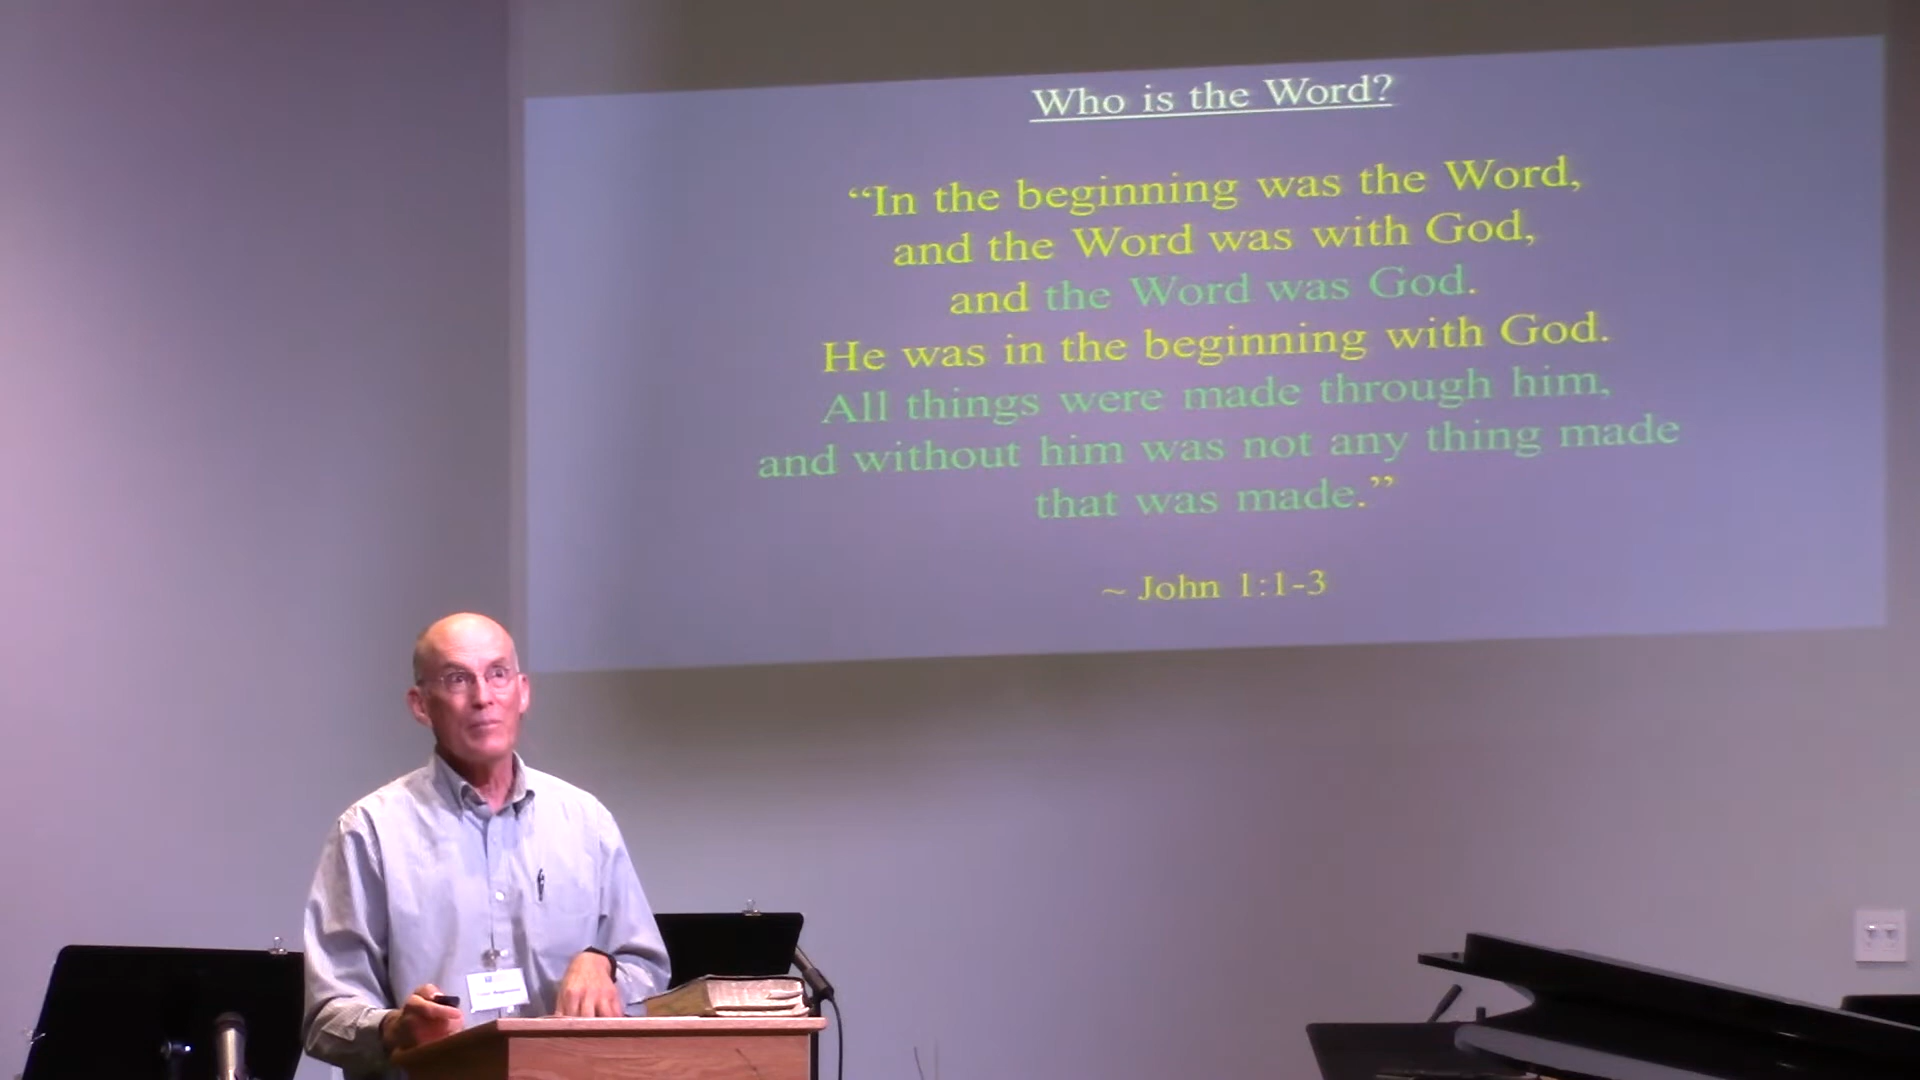 Who is the Word?
“In the beginning was the Word,
and the Word was with God,
and the Word was God.
He was in the beginning with God.
All things were made through him,
and without him was not any thing made
that was made.”
~ John 1:1-3